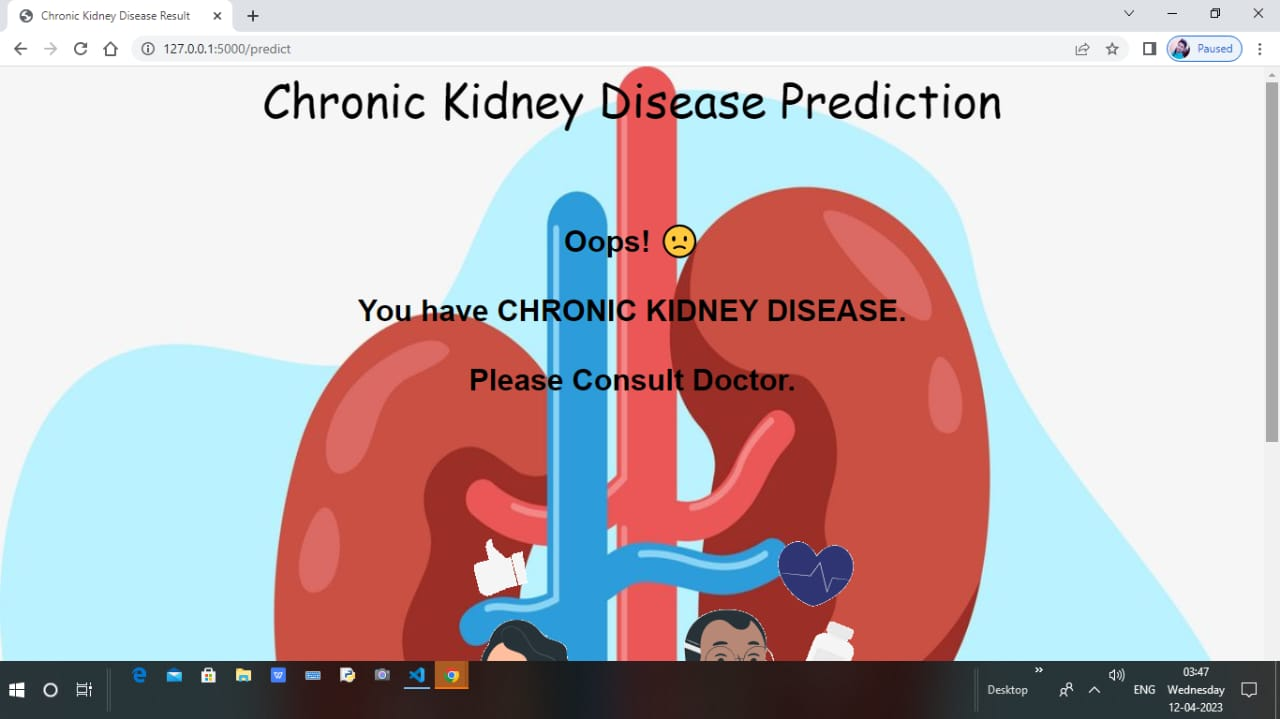 Chronic Kidney Disease Result
127.0.0.1:5000/predict
Paused
Chronic Kidney Disease Prediction
Oops! 🙁
You have CHRONIC KIDNEY DISEASE.
Please Consult Doctor.
Desktop
ENG
03:47
Wednesday
12-04-2023